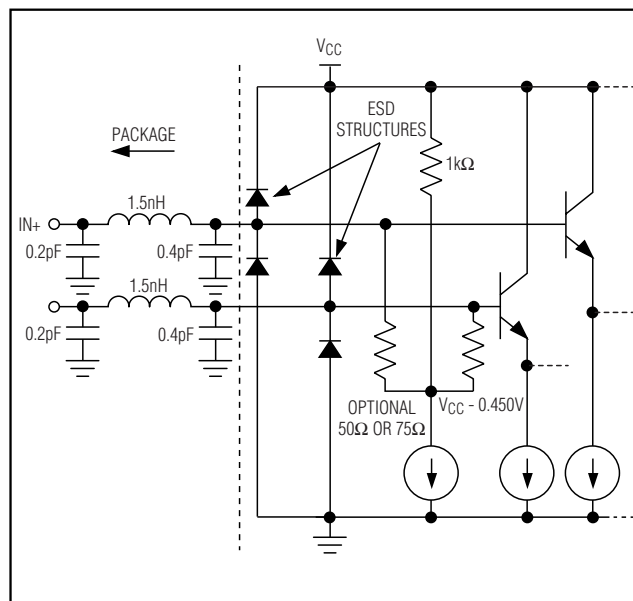 VCC
ESD
STRUCTURES
PACKAGE
1kΩ
1.5nH
IN+
0.2pF
0.4pF
1.5nH
0.2pF
0.4pF
OPTIONAL
50Ω OR 75Ω
VCC - 0.450V